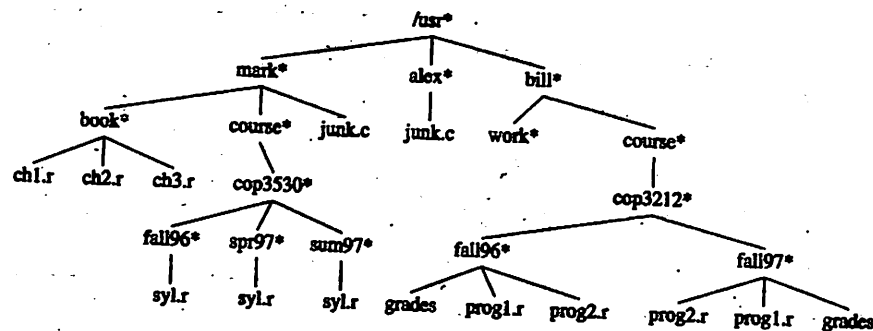 /usr*
mark* alex* bill*
book* course* junk.c junk.c work* course*
ch1.r ch2.r ch3.r cop3530* cop3212*
fall96* spr97* sum97* fall96* fall97*
syl.r syl.r syl.r grades prog1.r prog2.r prog2.r prog1.r grades